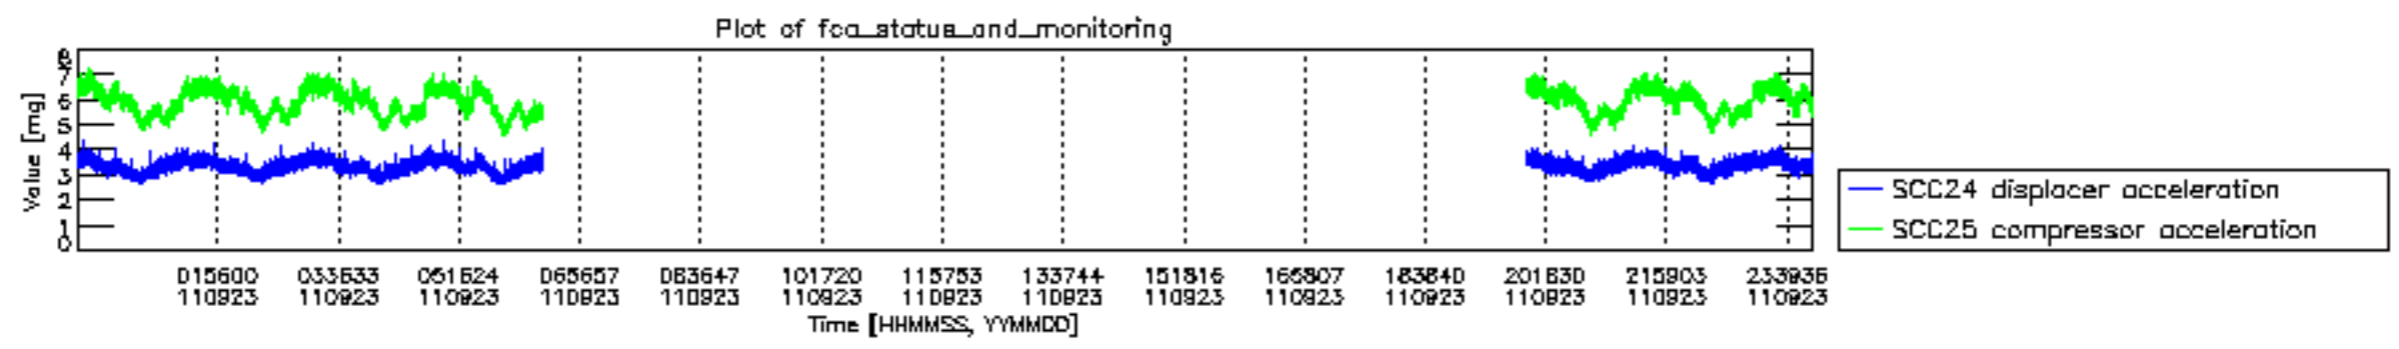 Plot of fca_status_and_monitoring
Value [mg]
8
7
6
5
4
3
2
1
0
015600 033633 051624 065657 083647 101720 115753 133744 151816 165807 183840 201830 215903 233936
110923 110923 110923 110923 110923 110923 110923 110923 110923 110923 110923 110923 110923 110923
Time [HHMMSS, YYMMDD]
SCC24 displacer acceleration
SCC25 compressor acceleration